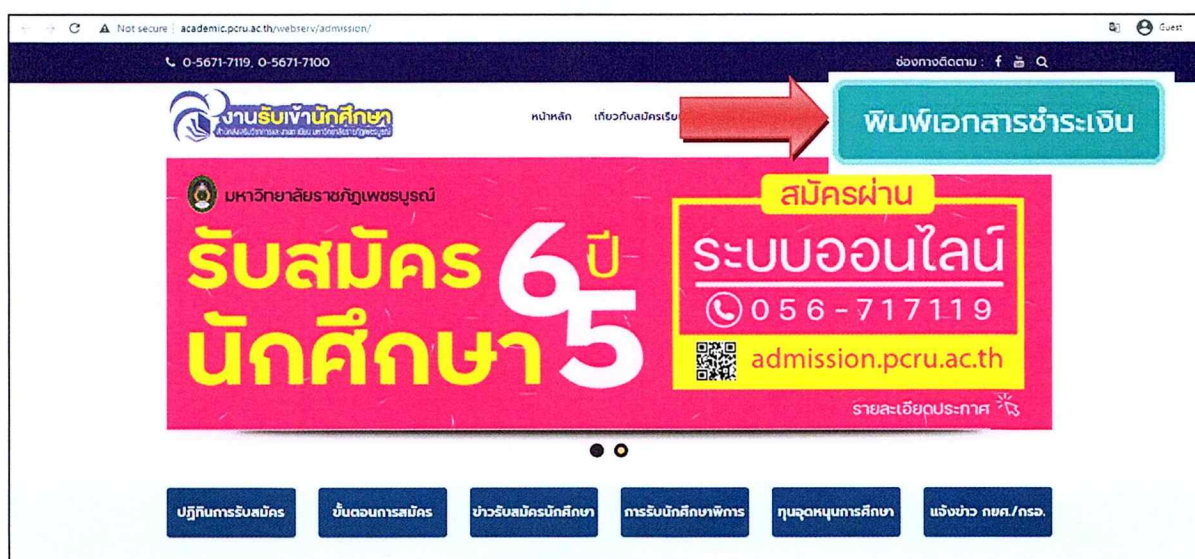 Not secure academic.pcru.ac.th/webserv/admission/ Guest
0-5671-7119, 0-5671-7100 ช่องทางติดตาม :
งานรับเข้านักศึกษา
หน้าหลัก เกี่ยวกับสมัครเรีย
พิมพ์เอกสารชำระเงิน
มหาวิทยาลัยราชภัฏเพชรบูรณ์
รับสมัคร
นักศึกษา
ปี
65
สมัครผ่าน
ระบบออนไลน์
056-717119
admission.pcru.ac.th
รายละเอียดประกาศ
ปฏิทินการรับสมัคร ขั้นตอนการสมัคร ข่าวรับสมัครนักศึกษา การรับนักศึกษาพิการ ทุนอุดหนุนการศึกษา แจ้งข่าว กยศ./กรอ.